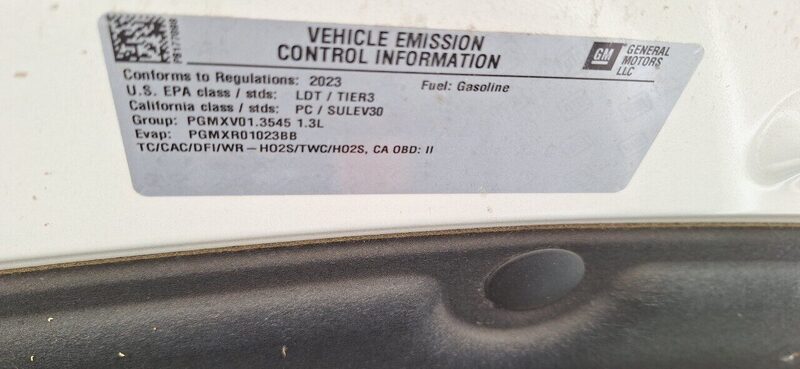 VEHICLE EMISSION
CONTROL INFORMATION
GM
GENERAL
MOTORS
LLC
Conforms to Regulations: 2023
Fuel: Gasoline
U.S. EPA class / stds: LDT / TIER3
California class / stds: PC / SULEV30
Group: PGMXV01.3545 1.3L
Evap: PGMXR01023BB
TC/CAC/DFI/WR – HO2S/TWC/HO2S, CA OBD: II